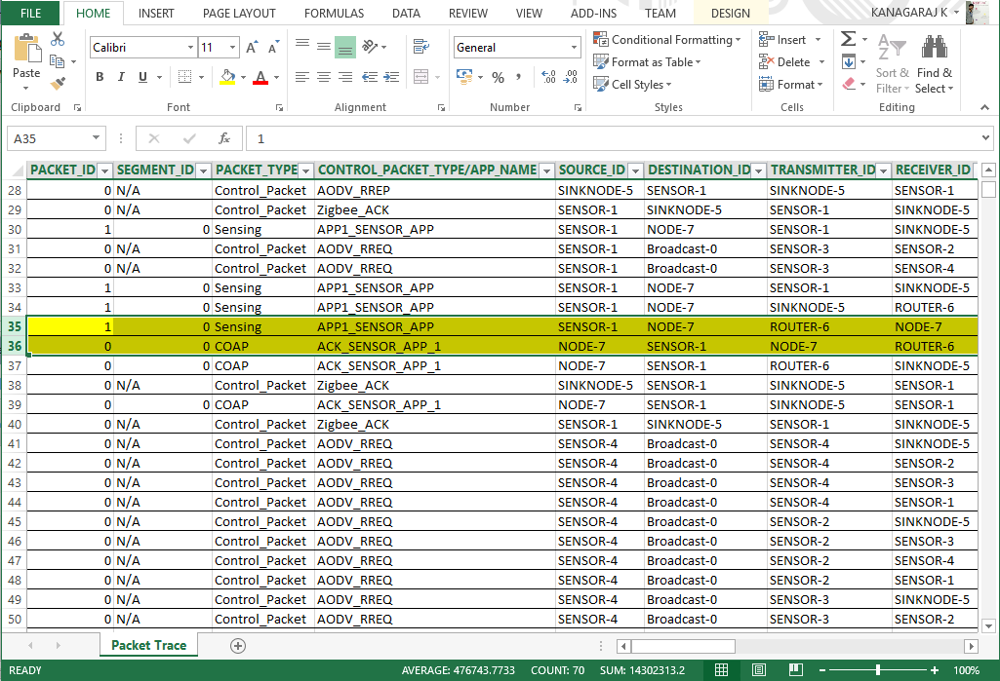 FILE HOME INSERT PAGE LAYOUT FORMULAS DATA REVIEW VIEW ADD-INS TEAM DESIGN KANAGARAJ K
Paste
Calibri 11 A A
B I U A
General
% ,
Conditional Formatting
Format as Table
Cell Styles
Insert
Delete
Format
Sort & Filter
Find & Select
Clipboard Font Alignment Number Styles Cells Editing
A35 fx 1
PACKET_ID SEGMENT_ID PACKET_TYPE CONTROL_PACKET_TYPE/APP_NAME SOURCE_ID DESTINATION_ID TRANSMITTER_ID RECEIVER_ID
28 0 N/A Control_Packet AODV_RREP SINKNODE-5 SENSOR-1 SINKNODE-5 SENSOR-1
29 0 N/A Control_Packet Zigbee_ACK SENSOR-1 SINKNODE-5 SENSOR-1 SINKNODE-5
30 1 0 Sensing APP1_SENSOR_APP SENSOR-1 NODE-7 SENSOR-1 SINKNODE-5
31 0 N/A Control_Packet AODV_RREQ SENSOR-1 Broadcast-0 SENSOR-3 SENSOR-2
32 0 N/A Control_Packet AODV_RREQ SENSOR-1 Broadcast-0 SENSOR-3 SENSOR-4
33 1 0 Sensing APP1_SENSOR_APP SENSOR-1 NODE-7 SENSOR-1 SINKNODE-5
34 1 0 Sensing APP1_SENSOR_APP SENSOR-1 NODE-7 SINKNODE-5 ROUTER-6
35 1 0 Sensing APP1_SENSOR_APP SENSOR-1 NODE-7 ROUTER-6 NODE-7
36 0 0 COAP ACK_SENSOR_APP_1 NODE-7 SENSOR-1 NODE-7 ROUTER-6
37 0 0 COAP ACK_SENSOR_APP_1 NODE-7 SENSOR-1 ROUTER-6 SINKNODE-5
38 0 N/A Control_Packet Zigbee_ACK SINKNODE-5 SENSOR-1 SINKNODE-5 SENSOR-1
39 0 0 COAP ACK_SENSOR_APP_1 NODE-7 SENSOR-1 SINKNODE-5 SENSOR-1
40 0 N/A Control_Packet Zigbee_ACK SENSOR-1 SINKNODE-5 SENSOR-1 SINKNODE-5
41 0 N/A Control_Packet AODV_RREQ SENSOR-4 Broadcast-0 SENSOR-4 SINKNODE-5
42 0 N/A Control_Packet AODV_RREQ SENSOR-4 Broadcast-0 SENSOR-4 SENSOR-2
43 0 N/A Control_Packet AODV_RREQ SENSOR-4 Broadcast-0 SENSOR-4 SENSOR-3
44 0 N/A Control_Packet AODV_RREQ SENSOR-4 Broadcast-0 SENSOR-4 SENSOR-1
45 0 N/A Control_Packet AODV_RREQ SENSOR-4 Broadcast-0 SENSOR-2 SINKNODE-5
46 0 N/A Control_Packet AODV_RREQ SENSOR-4 Broadcast-0 SENSOR-2 SENSOR-3
47 0 N/A Control_Packet AODV_RREQ SENSOR-4 Broadcast-0 SENSOR-2 SENSOR-4
48 0 N/A Control_Packet AODV_RREQ SENSOR-4 Broadcast-0 SENSOR-2 SENSOR-1
49 0 N/A Control_Packet AODV_RREQ SENSOR-4 Broadcast-0 SENSOR-3 SINKNODE-5
50 0 N/A Control_Packet AODV_RREQ SENSOR-4 Broadcast-0 SENSOR-3 SENSOR-2
Packet Trace
READY AVERAGE: 476743.7733 COUNT: 70 SUM: 14302313.2 100%